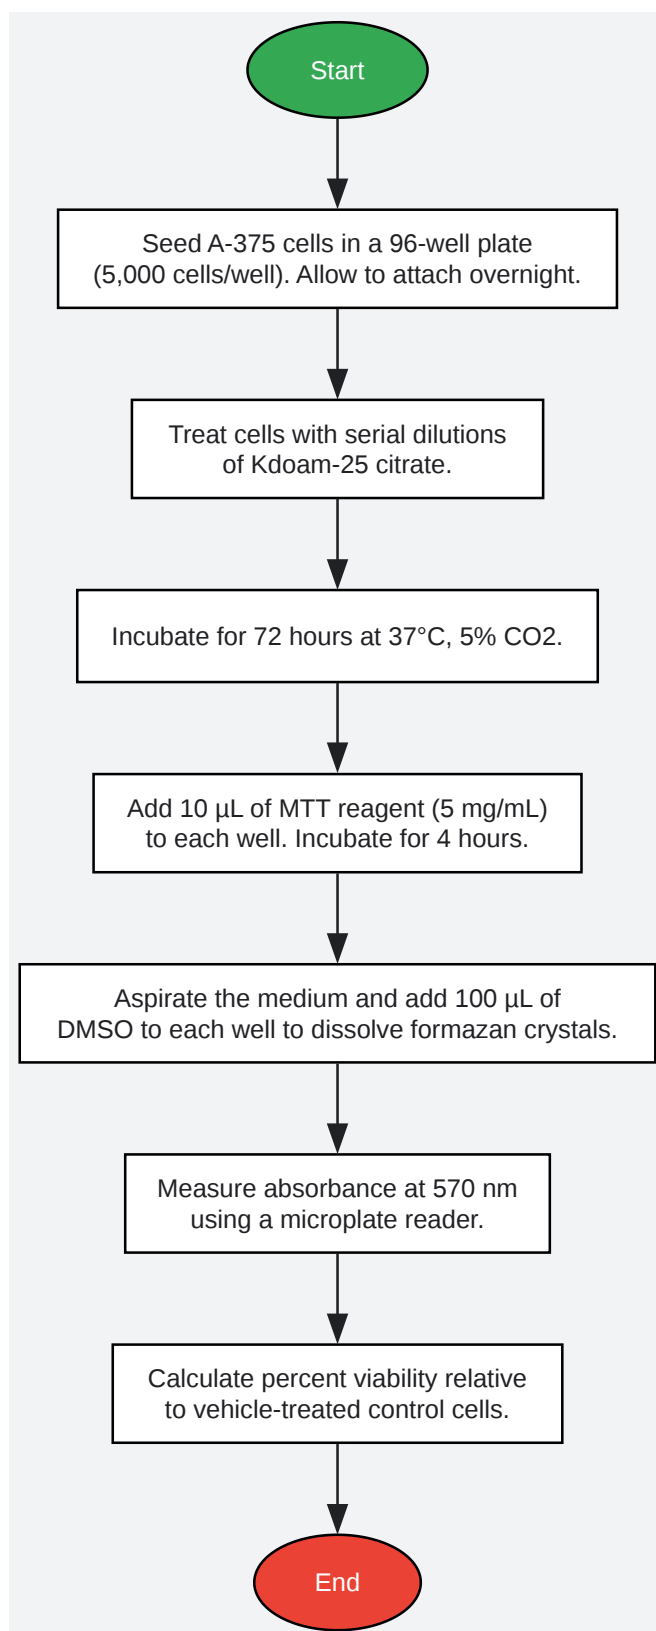 Start
Seed A-375 cells in a 96-well plate
(5,000 cells/well). Allow to attach overnight.
Treat cells with serial dilutions
of Kdoam-25 citrate.
Incubate for 72 hours at 37°C, 5% CO2.
Add 10 µL of MTT reagent (5 mg/mL)
to each well. Incubate for 4 hours.
Aspirate the medium and add 100 µL of
DMSO to each well to dissolve formazan crystals.
Measure absorbance at 570 nm
using a microplate reader.
Calculate percent viability relative
to vehicle-treated control cells.
End